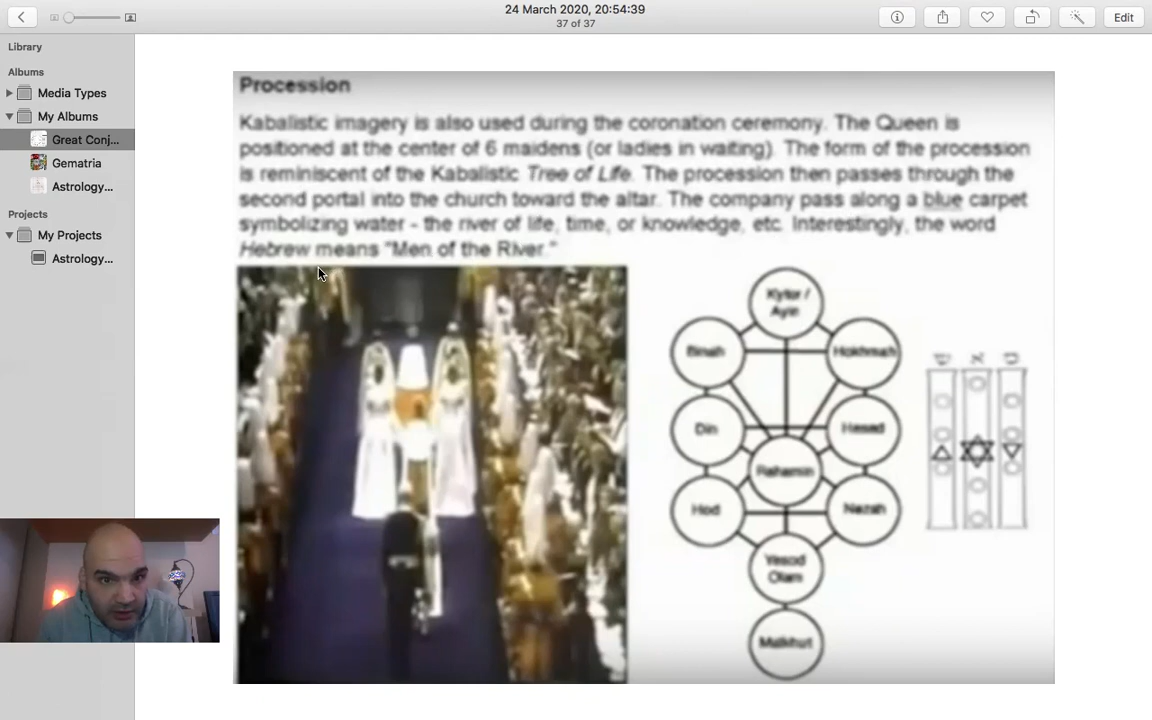 24 March 2020, 20:54:39
37 of 37
Edit
Library
Albums
Media Types
My Albums
Great Conj...
Gematria
Astrology...
Projects
My Projects
Astrology...
Procession
Kabalistic imagery is also used during the coronation ceremony. The Queen is
positioned at the center of 6 maidens (or ladies in waiting). The form of the procession
is reminiscent of the Kabalistic Tree of Life. The procession then passes through the
second portal into the church toward the altar. The company pass along a blue carpet
symbolizing water - the river of life, time, or knowledge, etc. Interestingly, the word
Hebrew means "Men of the River."
Ayin
Binah
Hokhmah
Din
Hesed
Rahamin
Hod
Nezah
Yesod
Olam
Malkhut